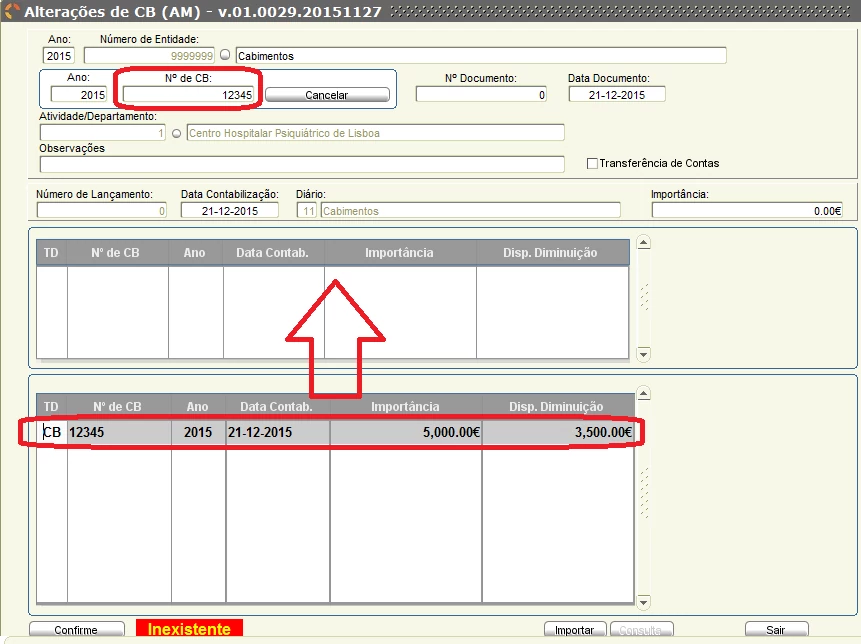 Alterações de CB (AM) - v.01.0029.20151127
Ano: Número de Entidade:
2015 9999999 Cabimentos
Ano: Nº de CB: Nº Documento: Data Documento:
2015 12345 Cancelar 0 21-12-2015
Atividade/Departamento:
1 Centro Hospitalar Psiquiátrico de Lisboa
Observações
Transferência de Contas
Número de Lançamento: Data Contabilização: Diário: Importância:
0 21-12-2015 11 Cabimentos 0.00€
TD Nº de CB Ano Data Contab. Importância Disp. Diminuição
TD Nº de CB Ano Data Contab. Importância Disp. Diminuição
CB 12345 2015 21-12-2015 5,000.00€ 3,500.00€
Confirme Inexistente Importar Consulta Sair